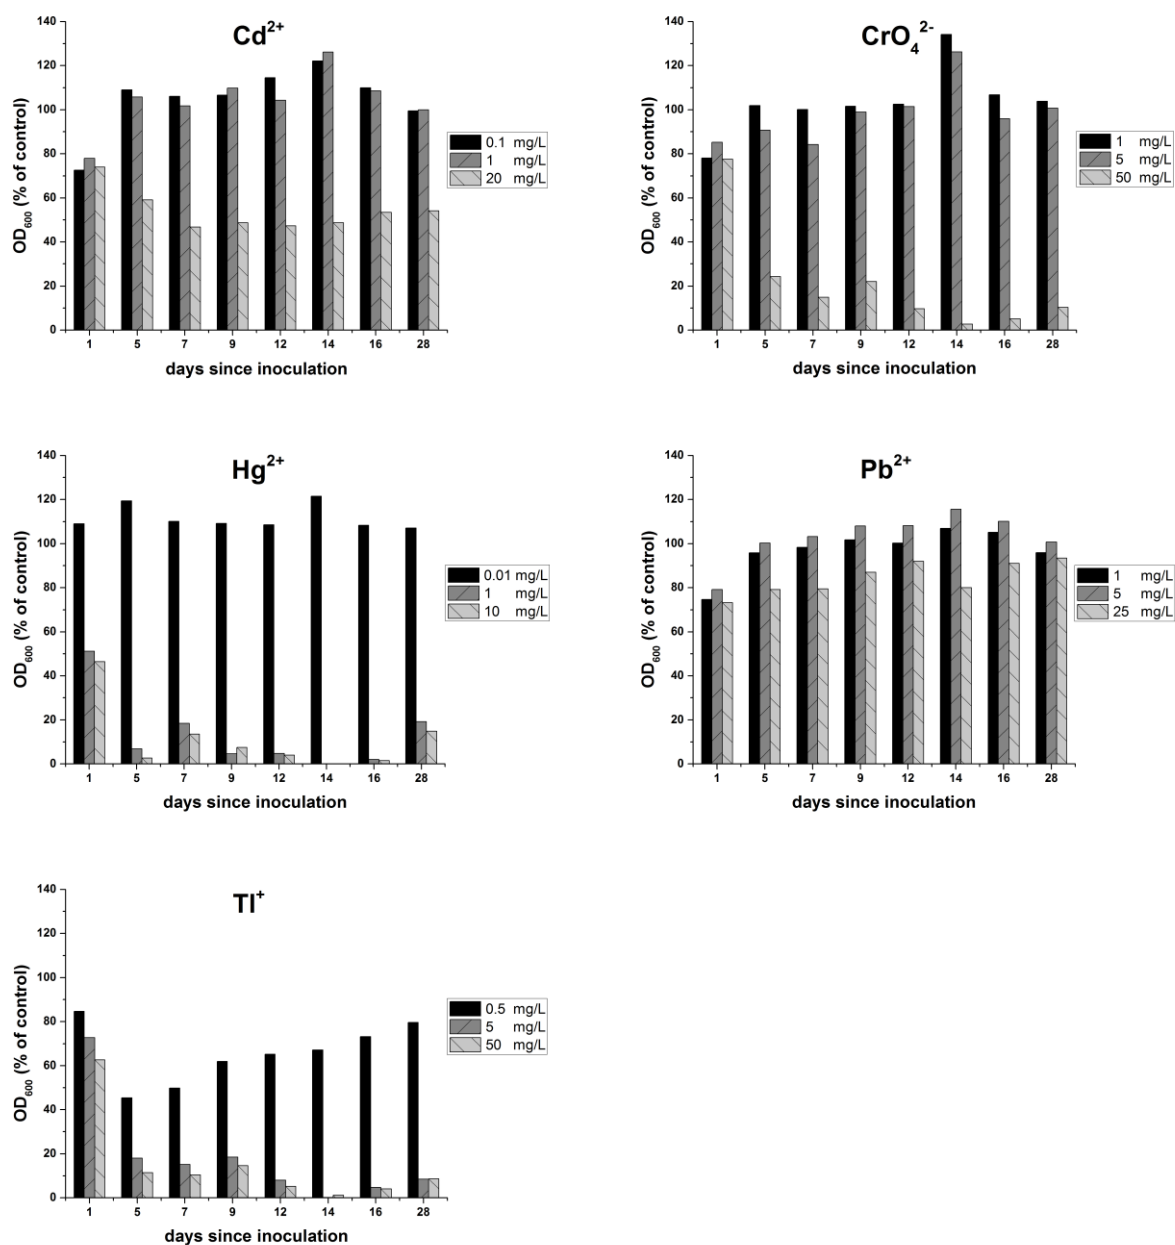 Cd²⁺
140
120
100
80
60
40
20
0
OD₆₀₀ (% of control)
1 5 7 9 12 14 16 28
days since inoculation
0.1 mg/L
1 mg/L
20 mg/L
CrO₄²⁻
140
120
100
80
60
40
20
0
OD₆₀₀ (% of control)
1 5 7 9 12 14 16 28
days since inoculation
1 mg/L
5 mg/L
50 mg/L
Hg²⁺
140
120
100
80
60
40
20
0
OD₆₀₀ (% of control)
1 5 7 9 12 14 16 28
days since inoculation
0.01 mg/L
1 mg/L
10 mg/L
Pb²⁺
140
120
100
80
60
40
20
0
OD₆₀₀ (% of control)
1 5 7 9 12 14 16 28
days since inoculation
1 mg/L
5 mg/L
25 mg/L
Tl⁺
140
120
100
80
60
40
20
0
OD₆₀₀ (% of control)
1 5 7 9 12 14 16 28
days since inoculation
0.5 mg/L
5 mg/L
50 mg/L